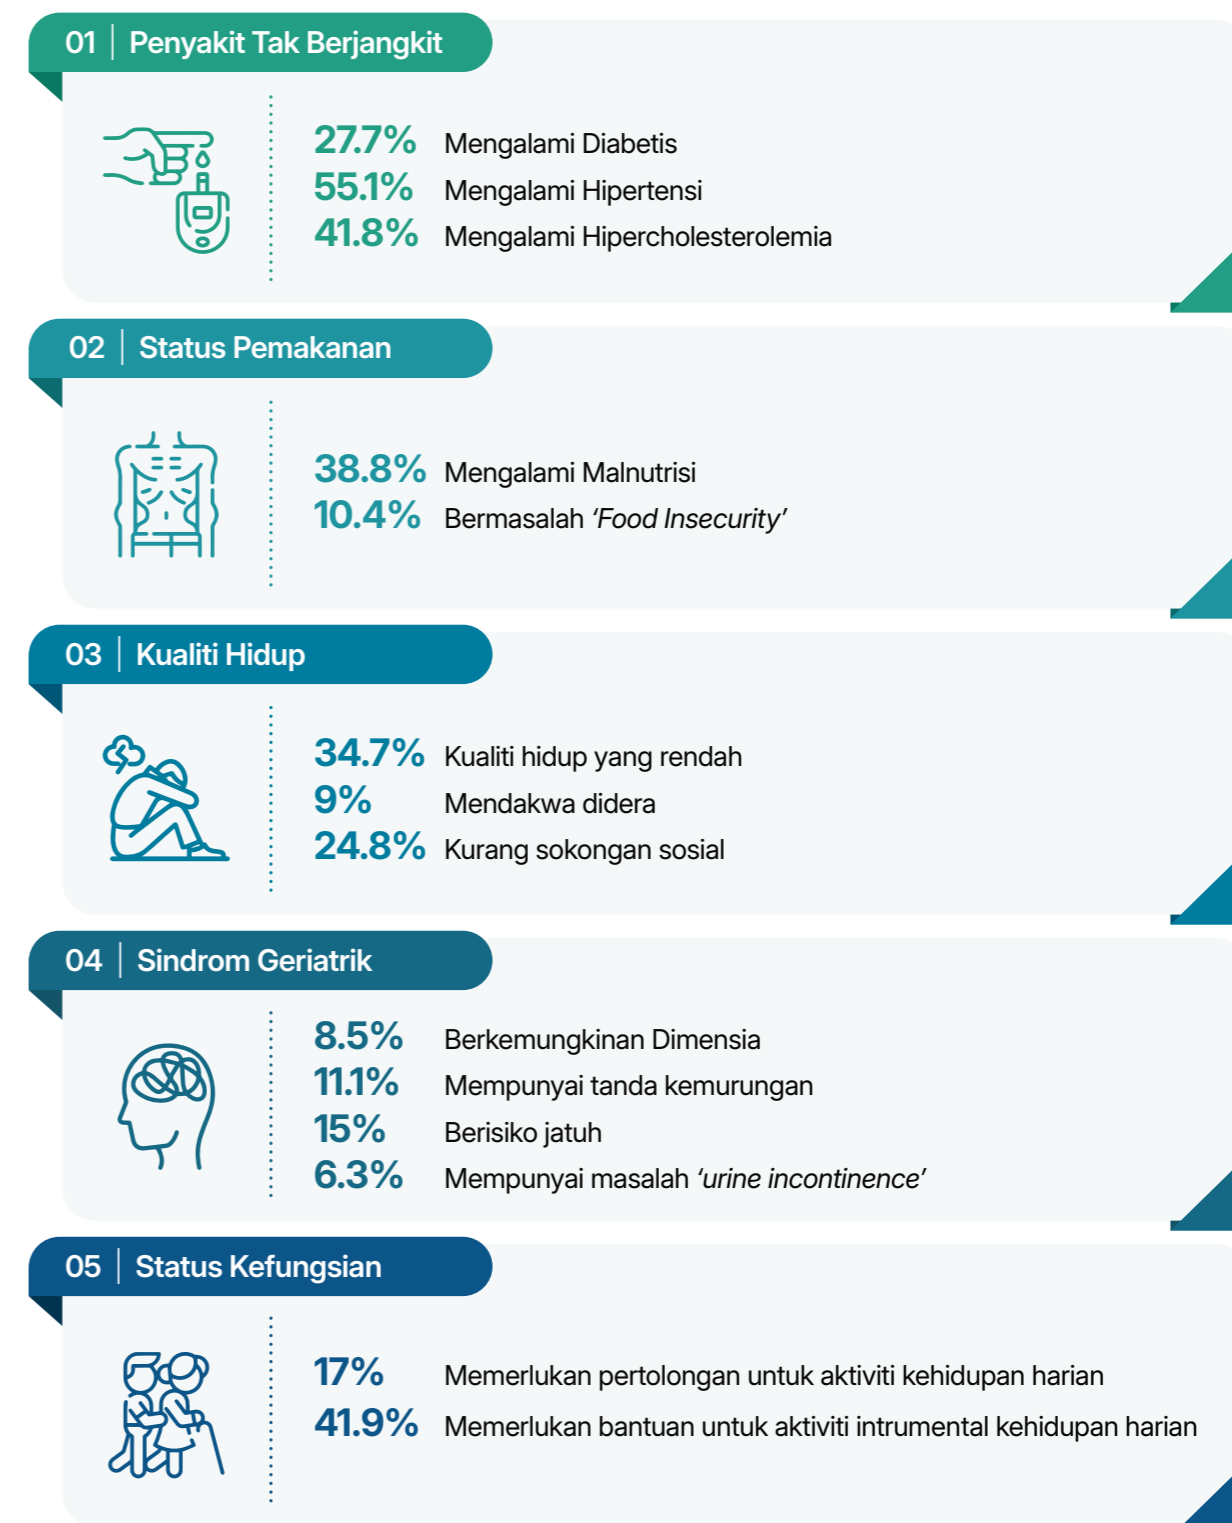 01 | Penyakit Tak Berjangkit
27.7% Mengalami Diabetis
55.1% Mengalami Hipertensi
41.8% Mengalami Hipercholesterolemia
02 | Status Pemakanan
38.8% Mengalami Malnutrisi
10.4% Bermasalah ‘Food Insecurity’
03 | Kualiti Hidup
34.7% Kualiti hidup yang rendah
9% Mendakwa didera
24.8% Kurang sokongan sosial
04 | Sindrom Geriatrik
8.5% Berkemungkinan Dimensia
11.1% Mempunyai tanda kemurungan
15% Berisiko jatuh
6.3% Mempunyai masalah ‘urine incontinence’
05 | Status Kefungsian
17% Memerlukan pertolongan untuk aktiviti kehidupan harian
41.9% Memerlukan bantuan untuk aktiviti intrumental kehidupan harian